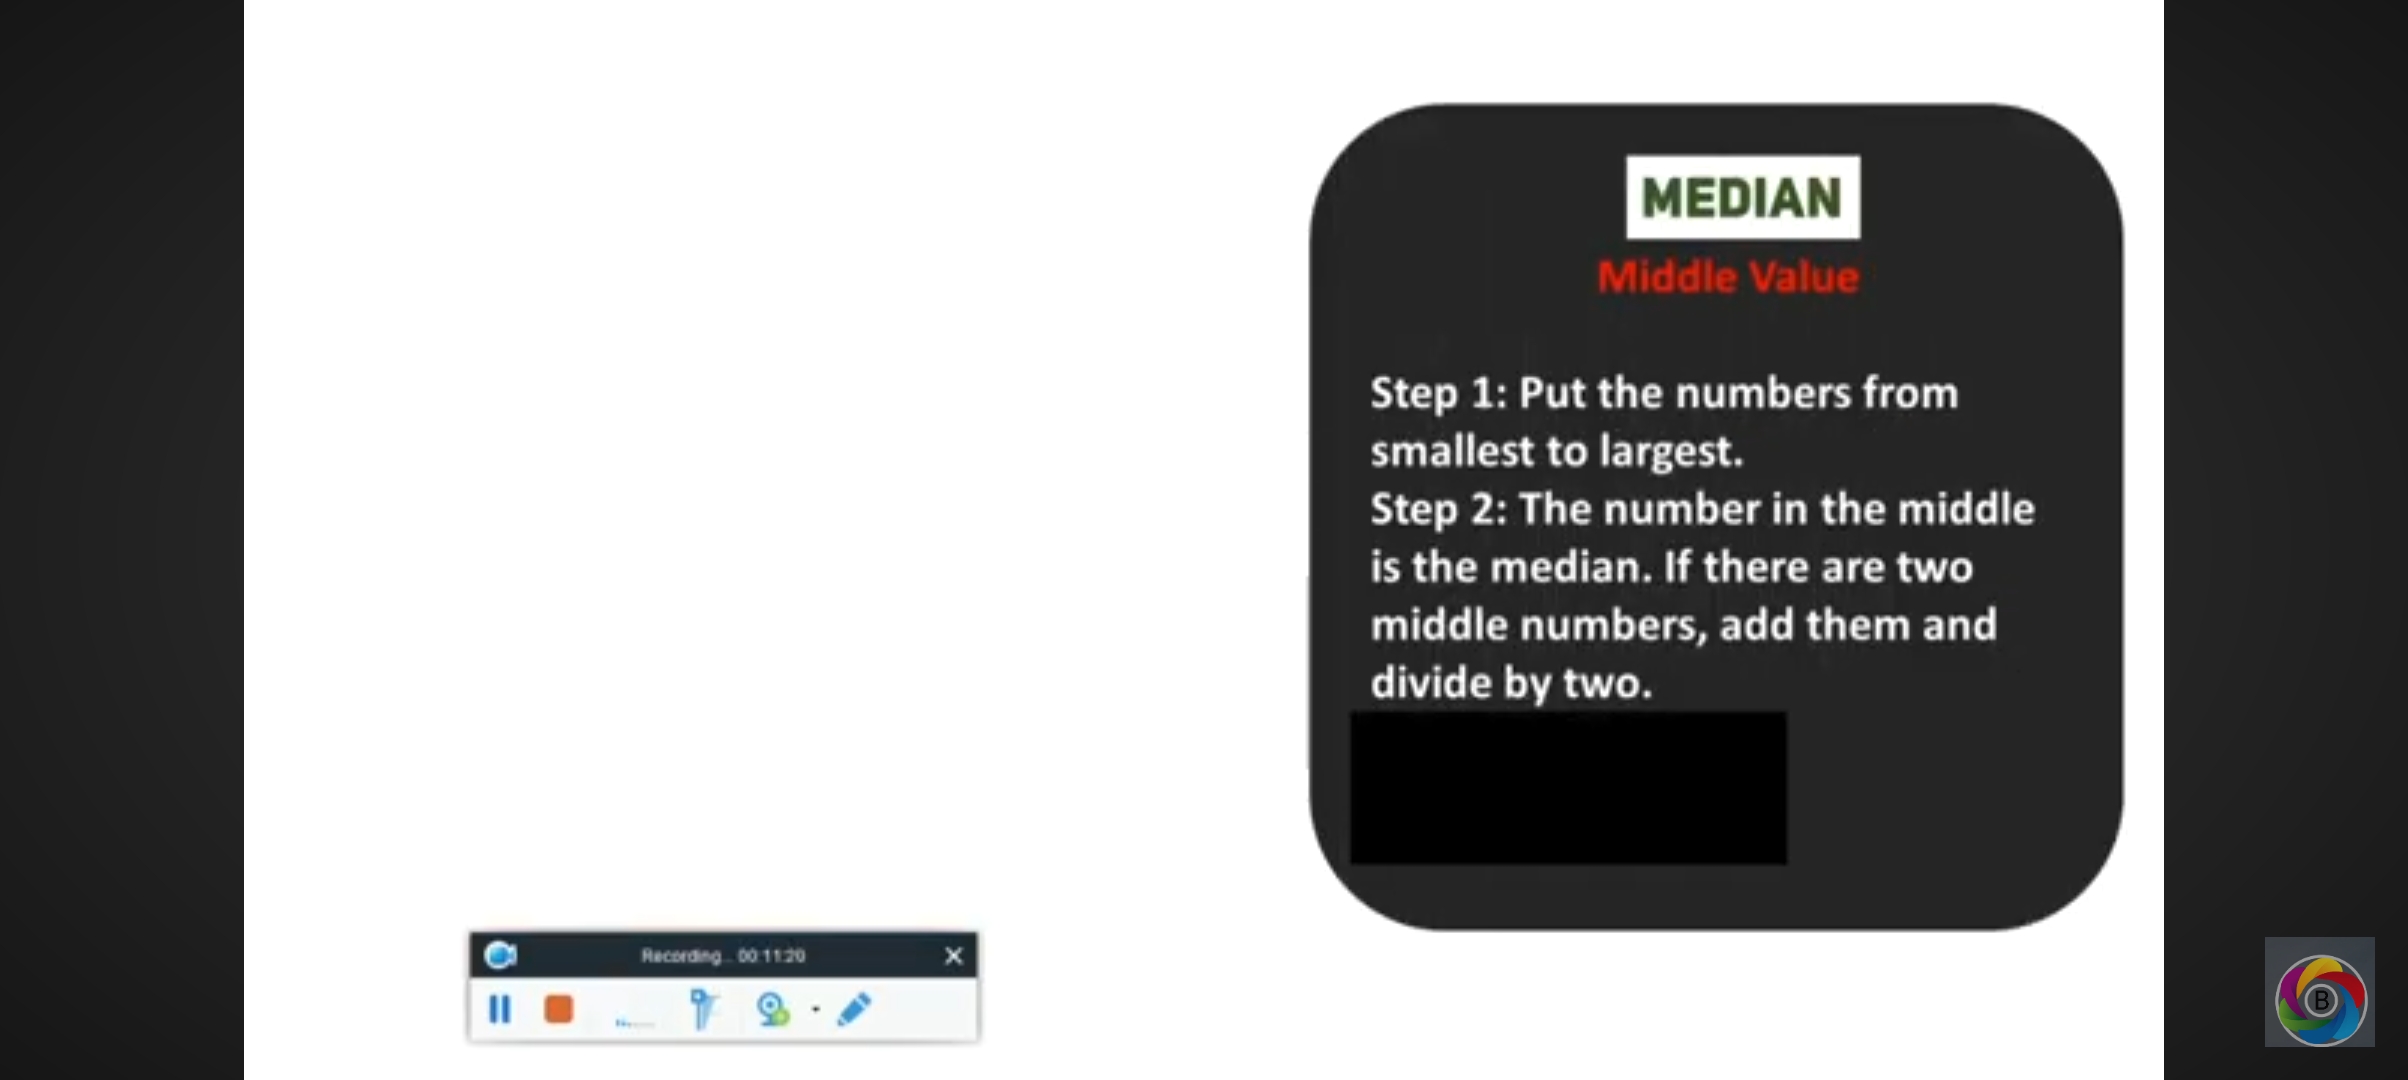 MEDIAN
Middle Value
Step 1: Put the numbers from
smallest to largest.
Step 2: The number in the middle
is the median. If there are two
middle numbers, add them and
divide by two.
Recording... 00:11:20
B